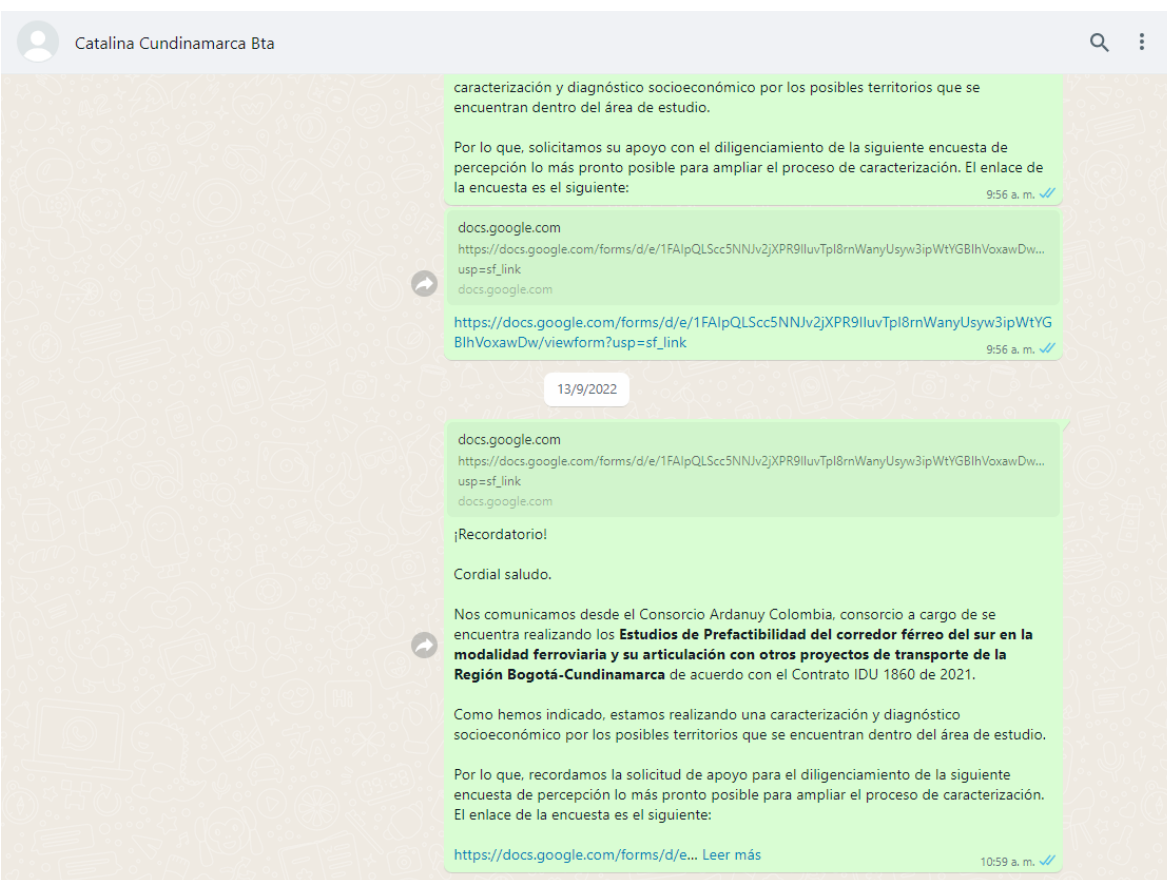 Catalina Cundinamarca Bta
caracterización y diagnóstico socioeconómico por los posibles territorios que se
encuentran dentro del área de estudio.
Por lo que, solicitamos su apoyo con el diligenciamiento de la siguiente encuesta de
percepción lo más pronto posible para ampliar el proceso de caracterización. El enlace de
la encuesta es el siguiente:
9:56 a. m.
docs.google.com
https://docs.google.com/forms/d/e/1FAIpQLScc5NNJv2jXPR9IIuvTpI8rnWanyUsyw3ipWtYGBIhVoxawDw...
usp=sf_link
docs.google.com
https://docs.google.com/forms/d/e/1FAIpQLScc5NNJv2jXPR9IIuvTpI8rnWanyUsyw3ipWtYG
BIhVoxawDw/viewform?usp=sf_link
9:56 a. m.
13/9/2022
docs.google.com
https://docs.google.com/forms/d/e/1FAIpQLScc5NNJv2jXPR9IIuvTpI8rnWanyUsyw3ipWtYGBIhVoxawDw...
usp=sf_link
docs.google.com
¡Recordatorio!
Cordial saludo.
Nos comunicamos desde el Consorcio Ardanuy Colombia, consorcio a cargo de se
encuentra realizando los Estudios de Prefactibilidad del corredor férreo del sur en la
modalidad ferroviaria y su articulación con otros proyectos de transporte de la
Región Bogotá-Cundinamarca de acuerdo con el Contrato IDU 1860 de 2021.
Como hemos indicado, estamos realizando una caracterización y diagnóstico
socioeconómico por los posibles territorios que se encuentran dentro del área de estudio.
Por lo que, recordamos la solicitud de apoyo para el diligenciamiento de la siguiente
encuesta de percepción lo más pronto posible para ampliar el proceso de caracterización.
El enlace de la encuesta es el siguiente:
https://docs.google.com/forms/d/e... Leer más
10:59 a. m.